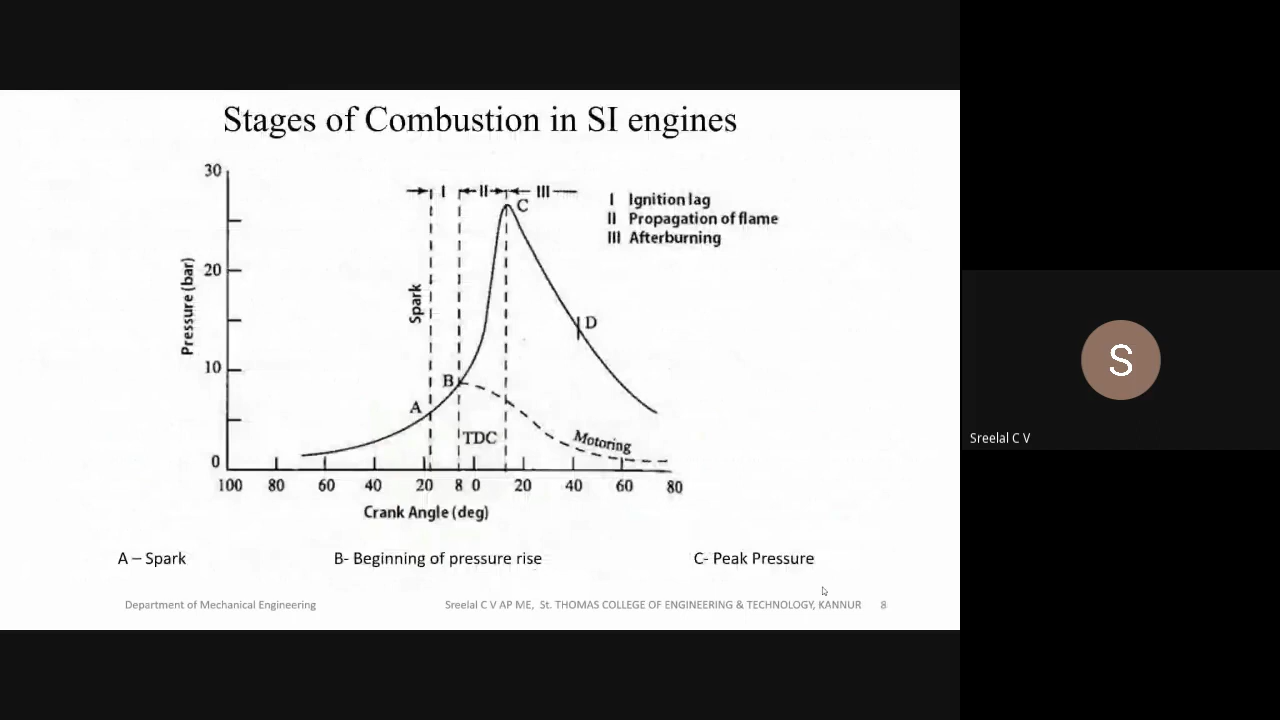 Stages of Combustion in SI engines
30
I II III
C
I Ignition lag
II Propagation of flame
III Afterburning
20
Pressure (bar)
Spark
D
10
B
A
TDC
Motoring
0
100 80 60 40 20 8 0 20 40 60 80
Crank Angle (deg)
A – Spark
B- Beginning of pressure rise
C- Peak Pressure
Department of Mechanical Engineering
Sreelal C V AP ME, St. THOMAS COLLEGE OF ENGINEERING & TECHNOLOGY, KANNUR
8
S
Sreelal C V